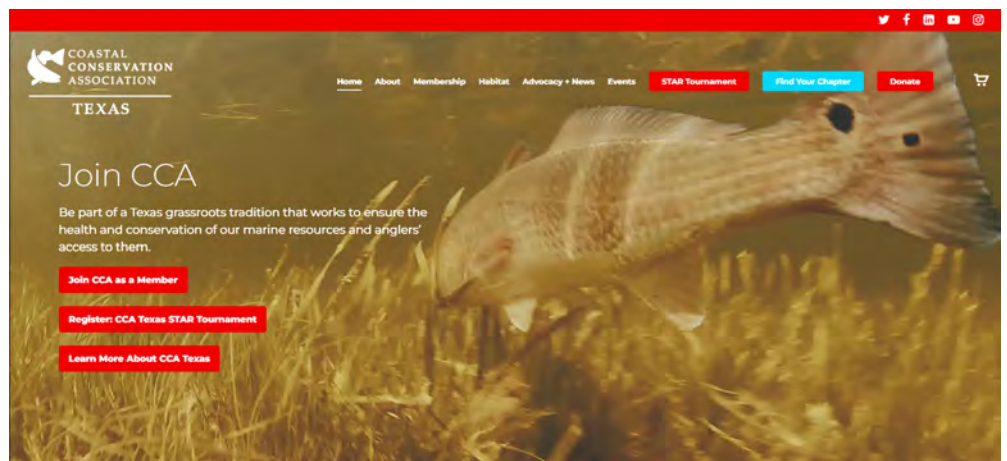 COASTAL
CONSERVATION
ASSOCIATION
TEXAS
Home About Membership Habitat Advocacy + News Events STAR Tournament Find Your Chapter Donate
Join CCA
Be part of a Texas grassroots tradition that works to ensure the
health and conservation of our marine resources and anglers'
access to them.
Join CCA as a Member
Register: CCA Texas STAR Tournament
Learn More About CCA Texas